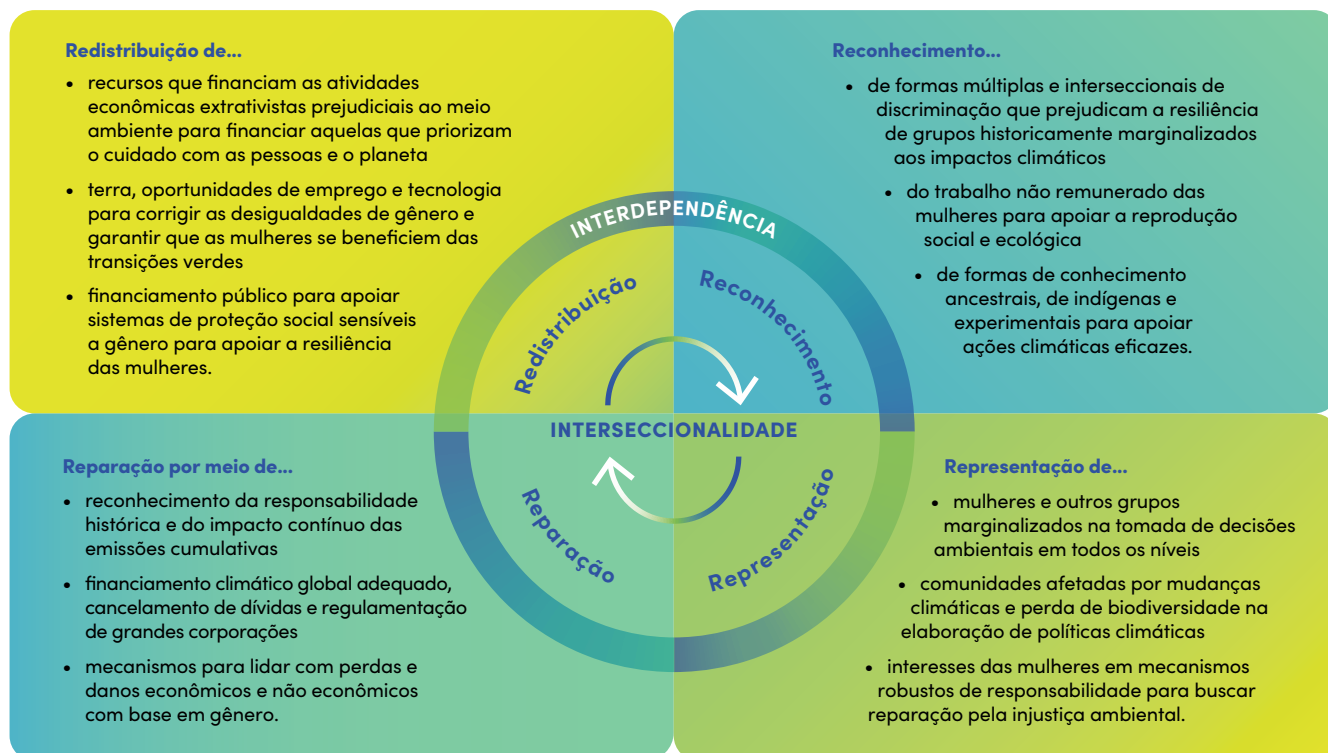 Redistribuição de...
• recursos que financiam as atividades
econômicas extrativistas prejudiciais ao meio
ambiente para financiar aquelas que priorizam
o cuidado com as pessoas e o planeta
• terra, oportunidades de emprego e tecnologia
para corrigir as desigualdades de gênero e
garantir que as mulheres se beneficiem das
transições verdes
• financiamento público para apoiar
sistemas de proteção social sensíveis
a gênero para apoiar a resiliência
das mulheres.
Reconhecimento...
• de formas múltiplas e interseccionais de
discriminação que prejudicam a resiliência
de grupos historicamente marginalizados
aos impactos climáticos
• do trabalho não remunerado das
mulheres para apoiar a reprodução
social e ecológica
• de formas de conhecimento
ancestrais, de indígenas e
experimentais para apoiar
ações climáticas eficazes.
INTERDEPENDÊNCIA
Redistribuição
Reconhecimento
INTERSECCIONALIDADE
Reparação
Representação
Reparação por meio de...
• reconhecimento da responsabilidade
histórica e do impacto contínuo das
emissões cumulativas
• financiamento climático global adequado,
cancelamento de dívidas e regulamentação
de grandes corporações
• mecanismos para lidar com perdas e
danos econômicos e não econômicos
com base em gênero.
Representação de...
• mulheres e outros grupos
marginalizados na tomada de decisões
ambientais em todos os níveis
• comunidades afetadas por mudanças
climáticas e perda de biodiversidade na
elaboração de políticas climáticas
• interesses das mulheres em mecanismos
robustos de responsabilidade para buscar
reparação pela injustiça ambiental.